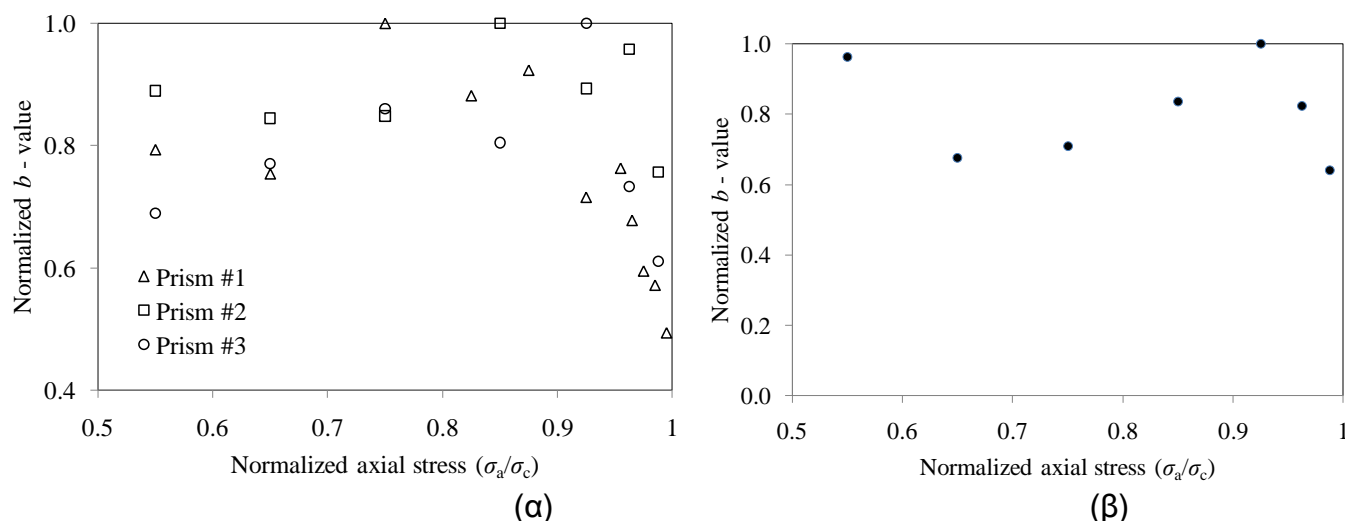 Normalized b - value
1.0
0.8
0.6
0.4
Prism #1
Prism #2
Prism #3
0.5 0.6 0.7 0.8 0.9 1
Normalized axial stress (σa/σc)
(α)
Normalized b - value
1.0
0.8
0.6
0.4
0.2
0.0
0.5 0.6 0.7 0.8 0.9 1
Normalized axial stress (σa/σc)
(β)